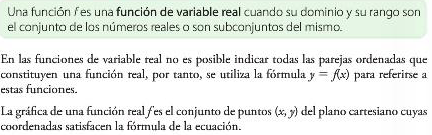 Una función f es una función de variable real cuando su dominio y su rango son
el conjunto de los números reales o son subconjuntos del mismo.
En las funciones de variable real no es posible indicar todas las parejas ordenadas que
constituyen una función real, por tanto, se utiliza la fórmula y = f(x) para referirse a
estas funciones.
La gráfica de una función real f es el conjunto de puntos (x, y) del plano cartesiano cuyas
coordenadas satisfacen la fórmula de la ecuación.